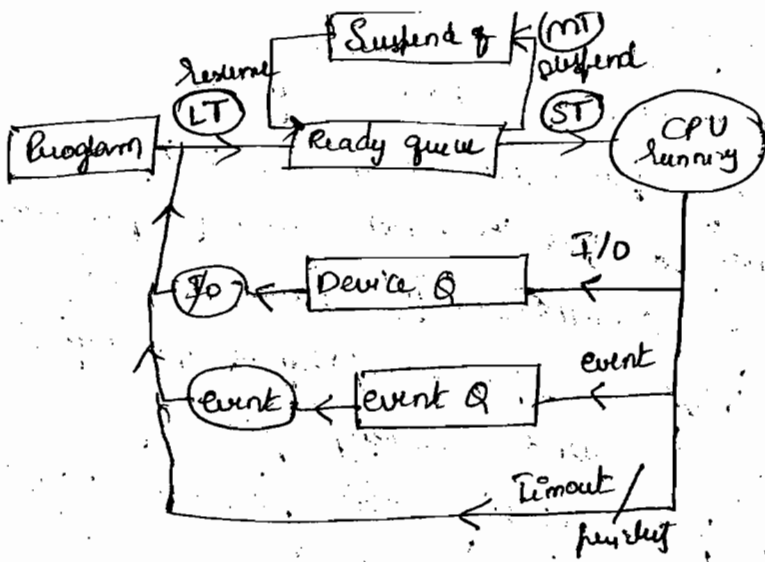 Suspend q
MT
suspend
resume
LT
ST
Program
Ready queue
CPU
running
I/O
I/O
Device Q
event
event
event Q
Timout /